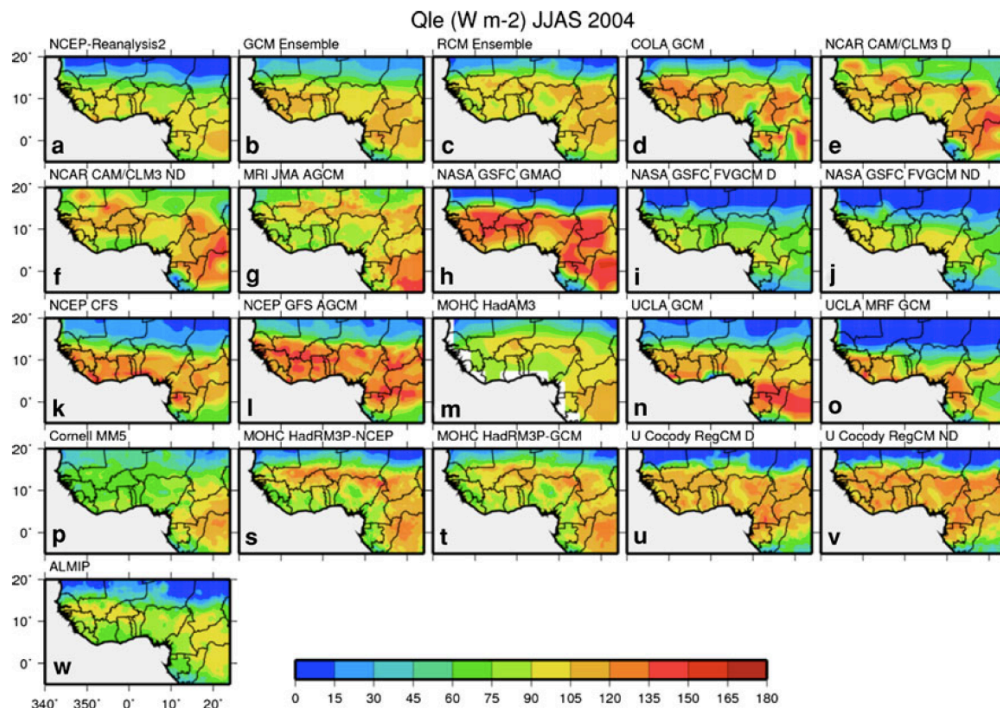 Qle (W m-2) JJAS 2004
NCEP-Reanalysis2 GCM Ensemble RCM Ensemble COLA GCM NCAR CAM/CLM3 D
20˚
10˚
0˚
a b c d e
NCAR CAM/CLM3 ND MRI JMA AGCM NASA GSFC GMAO NASA GSFC FVGCM D NASA GSFC FVGCM ND
20˚
10˚
0˚
f g h i j
NCEP CFS NCEP GFS AGCM MOHC HadAM3 UCLA GCM UCLA MRF GCM
20˚
10˚
0˚
k l m n o
Cornell MM5 MOHC HadRM3P-NCEP MOHC HadRM3P-GCM U Cocody RegCM D U Cocody RegCM ND
20˚
10˚
0˚
p s t u v
ALMIP
20˚
10˚
0˚
w
340˚ 350˚ 0˚ 10˚ 20˚
0 15 30 45 60 75 90 105 135 145 150 165 180